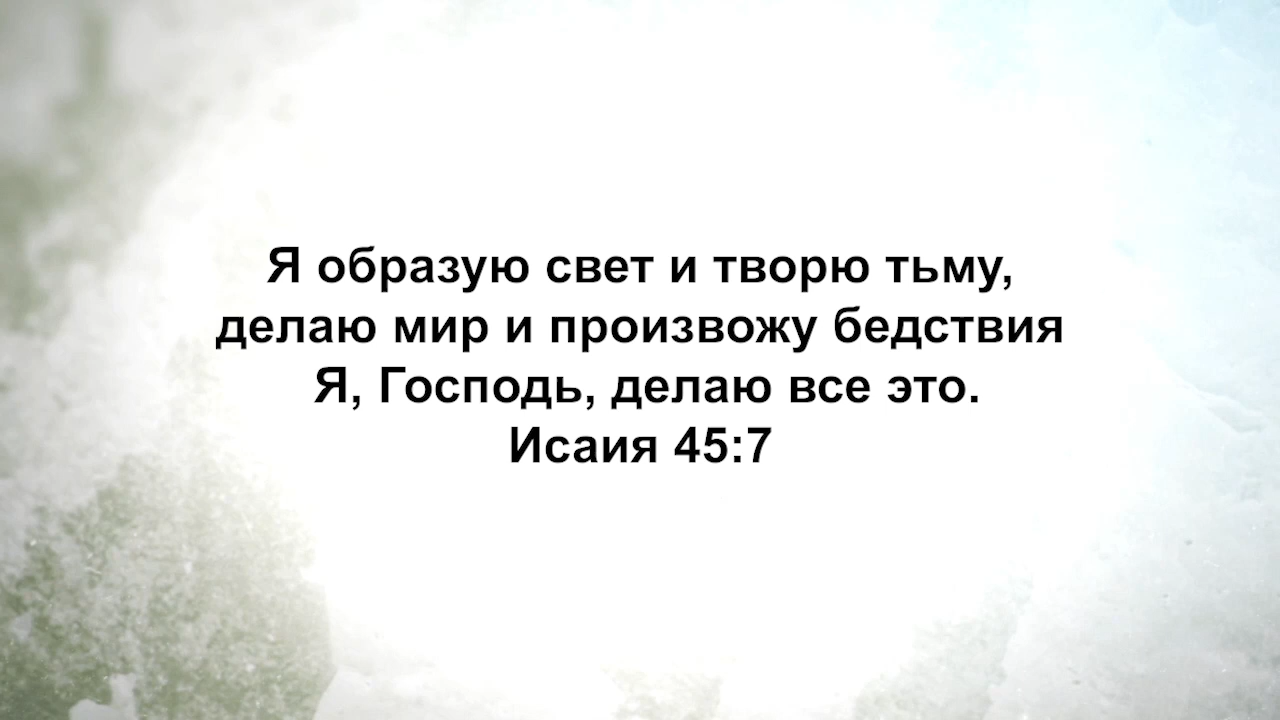 Я образую свет и творю тьму,
делаю мир и произвожу бедствия
Я, Господь, делаю все это.
Исаия 45:7